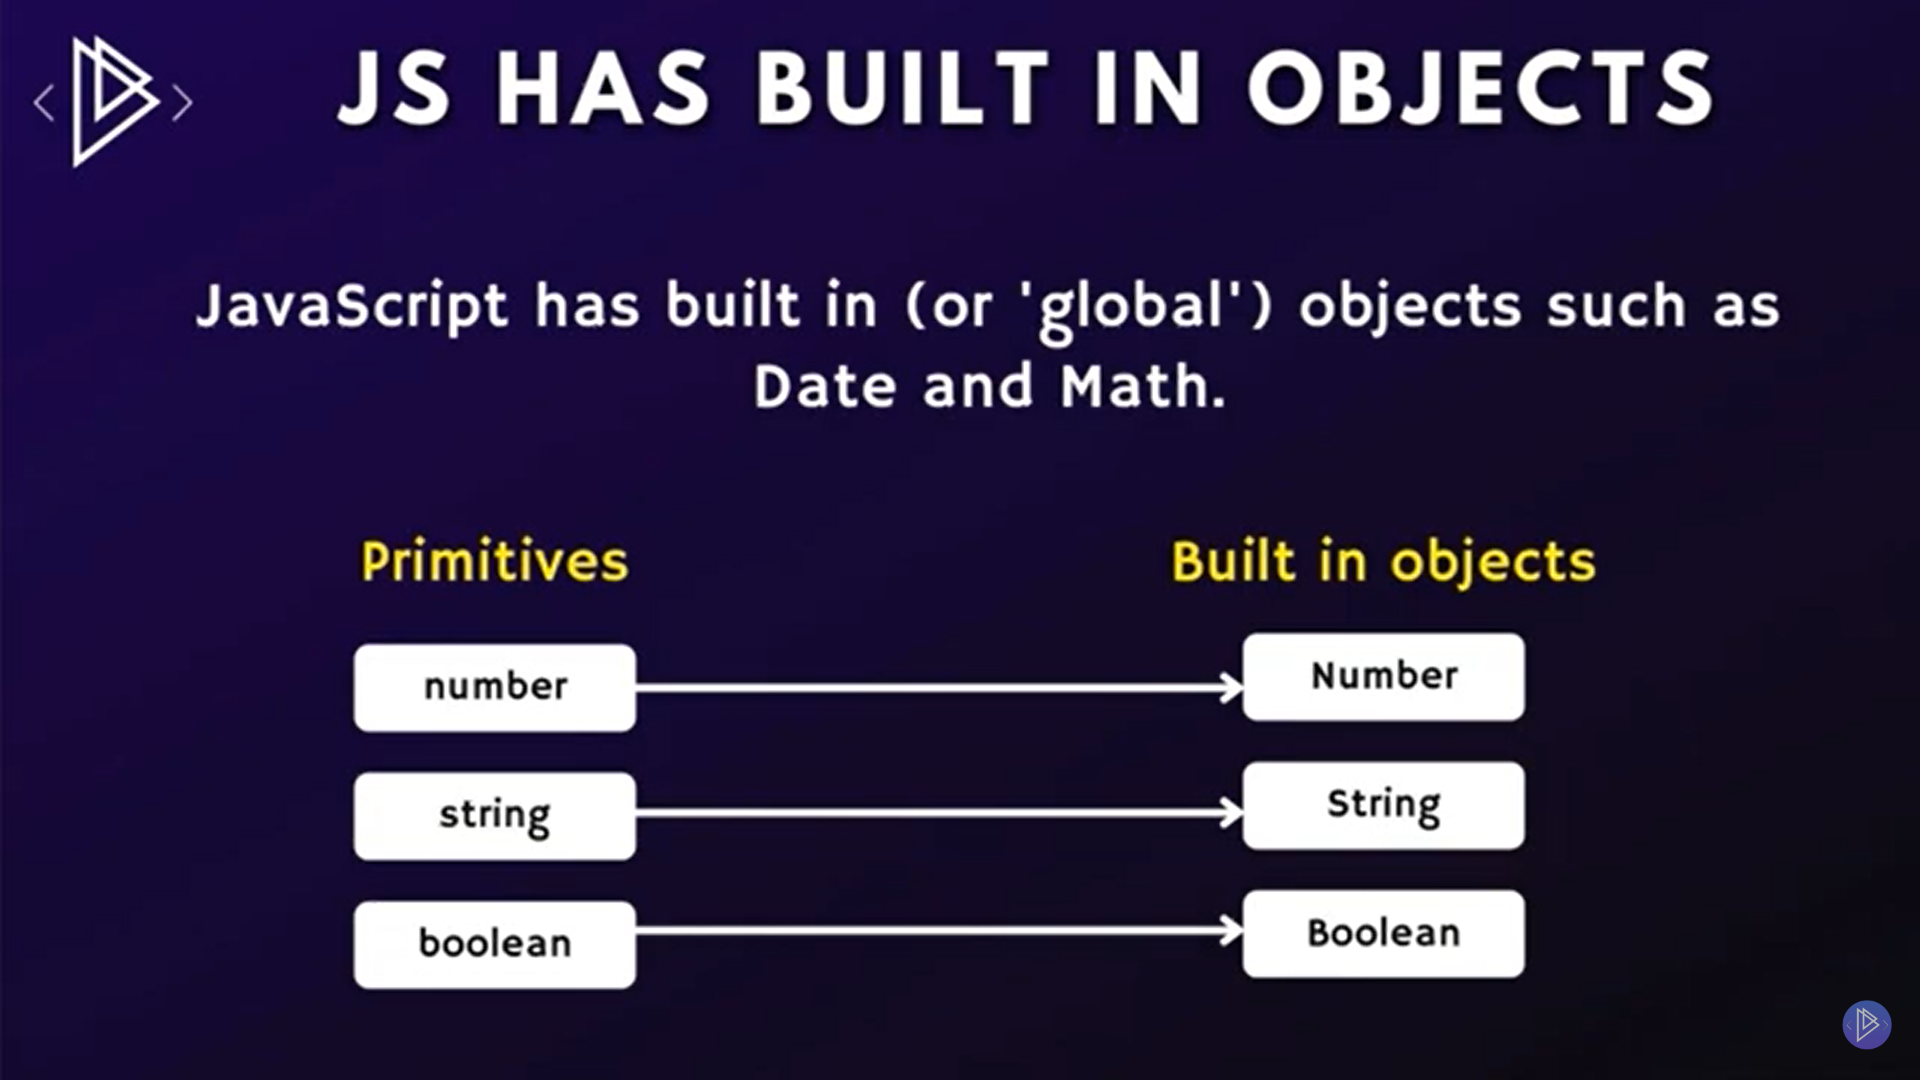 JS HAS BUILT IN OBJECTS
JavaScript has built in (or 'global') objects such as
Date and Math.
Primitives
Built in objects
number
Number
string
String
boolean
Boolean